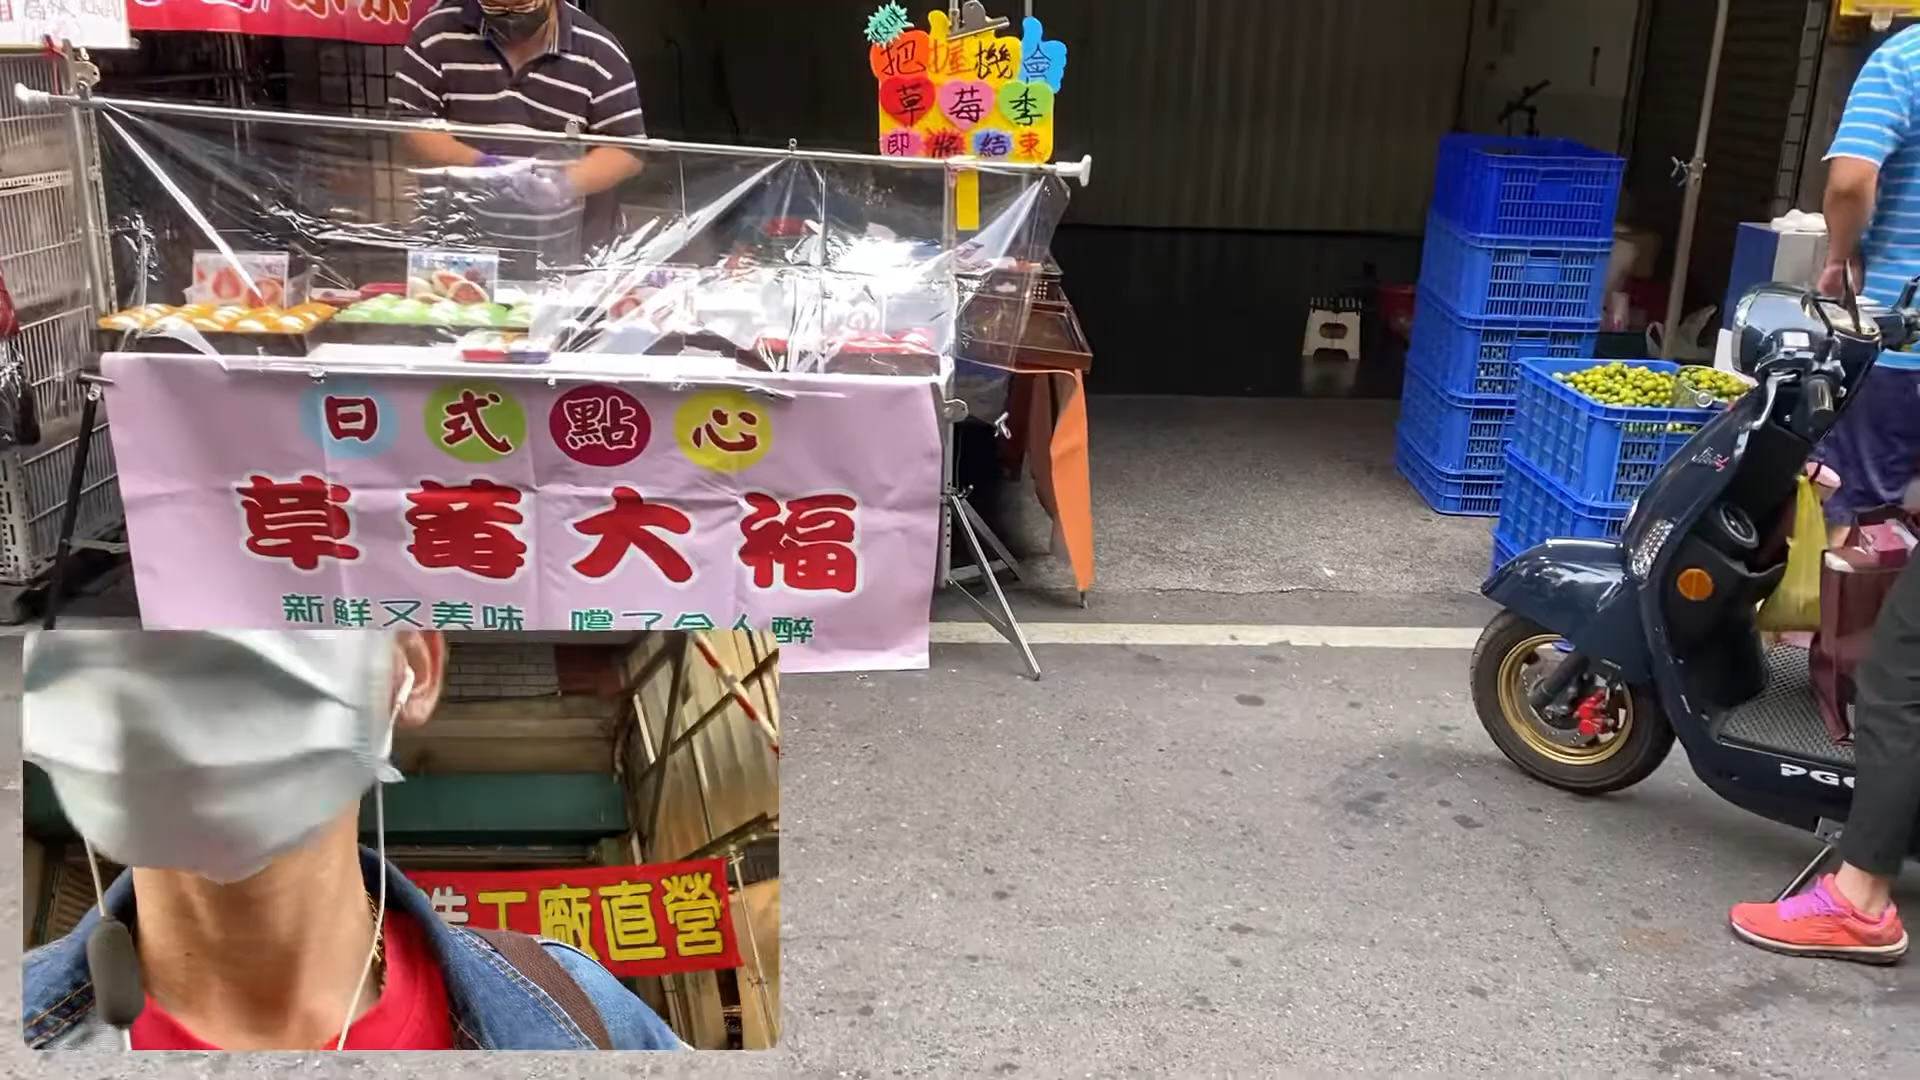 把握機會
草莓季
即將結束
日式點心
草莓大福
新鮮又美味 嚐了令人醉
工廠直營
PG